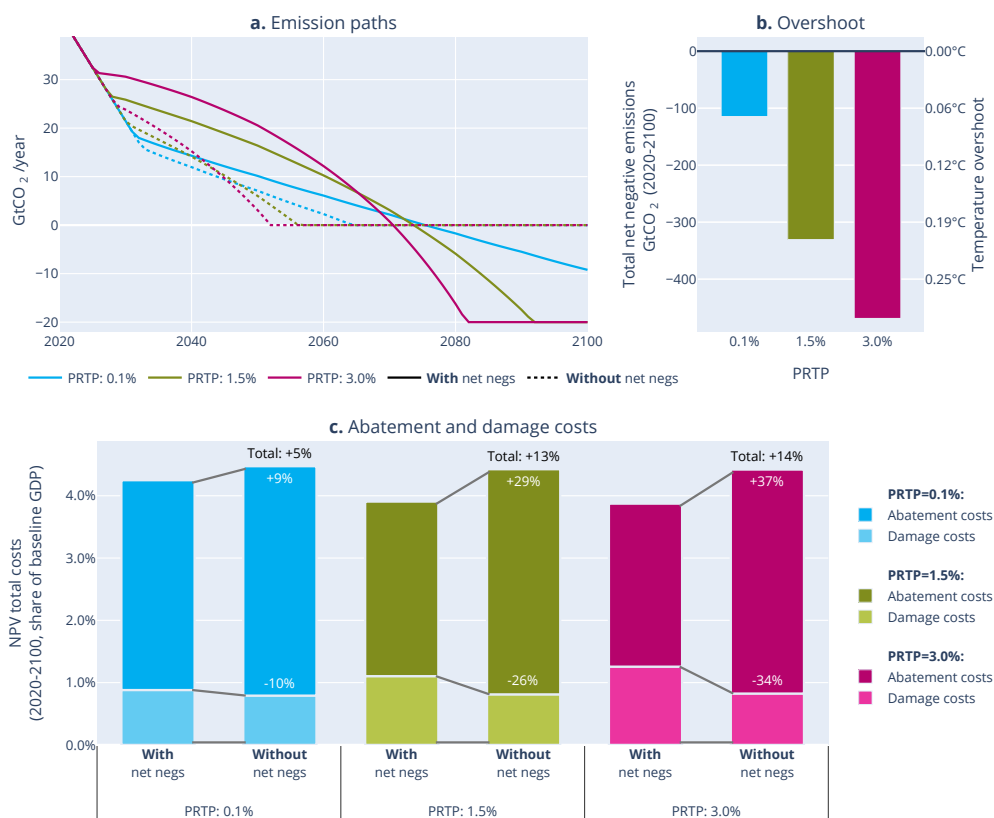 a. Emission paths
GtCO 2 /year
30
20
10
0
−10
−20
2020
2040
2060
2080
2100
PRTP: 0.1%
PRTP: 1.5%
PRTP: 3.0%
With net negs
Without net negs
b. Overshoot
Total net negative emissions
GtCO 2 (2020-2100)
0
−100
−200
−300
−400
0.00°C
0.06°C
0.12°C
0.19°C
0.25°C
Temperature overshoot
0.1%
1.5%
3.0%
PRTP
c. Abatement and damage costs
NPV total costs
(2020-2100, share of baseline GDP)
4.0%
3.0%
2.0%
1.0%
0.0%
Total: +5%
+9%
-10%
Total: +13%
+29%
-26%
Total: +14%
+37%
-34%
With
net negs
Without
net negs
With
net negs
Without
net negs
With
net negs
Without
net negs
PRTP: 0.1%
PRTP: 1.5%
PRTP: 3.0%
PRTP=0.1%:
Abatement costs
Damage costs
PRTP=1.5%:
Abatement costs
Damage costs
PRTP=3.0%:
Abatement costs
Damage costs